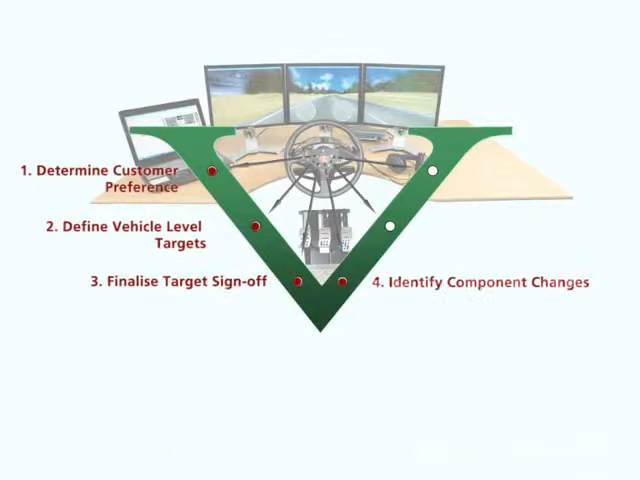 1. Determine Customer
Preference
2. Define Vehicle Level
Targets
3. Finalise Target Sign-off
4. Identify Component Changes